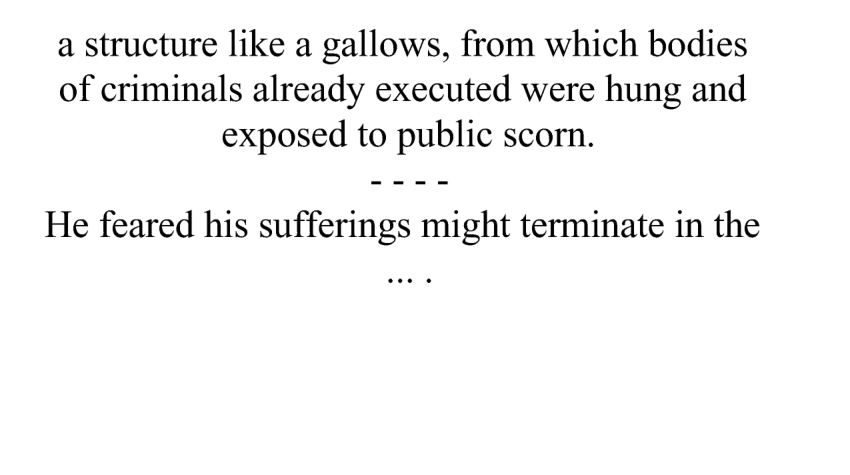 a structure like a gallows, from which bodies
of criminals already executed were hung and
exposed to public scorn.
- - - -
He feared his sufferings might terminate in the
... .